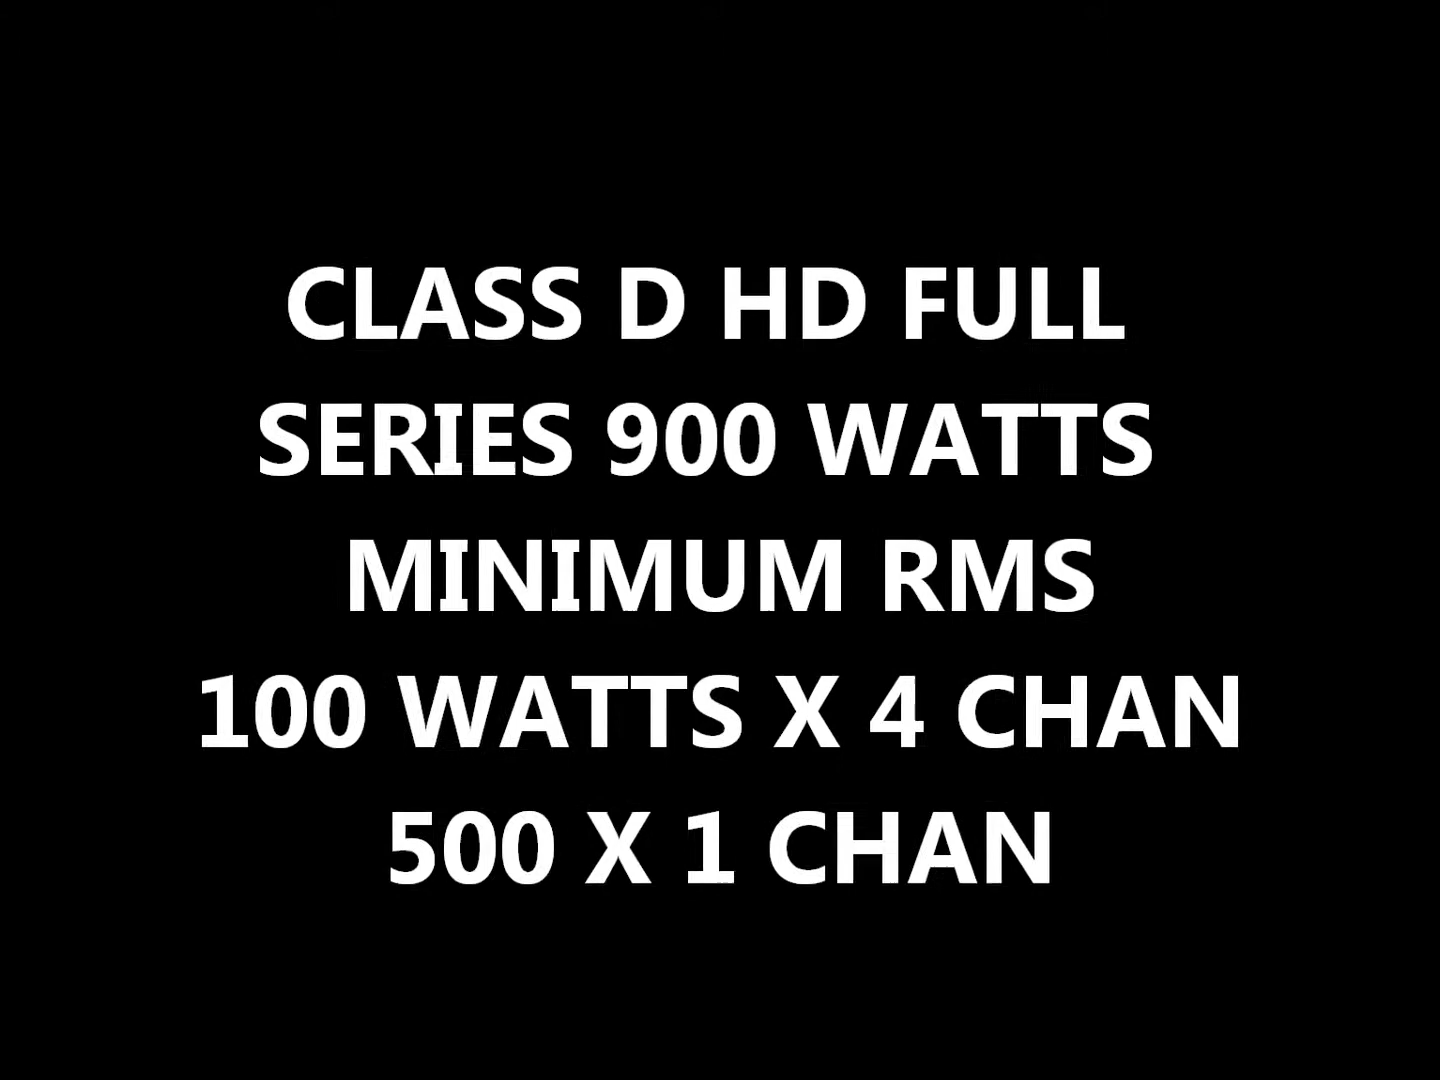 CLASS D HD FULL
SERIES 900 WATTS
MINIMUM RMS
100 WATTS X 4 CHAN
500 X 1 CHAN